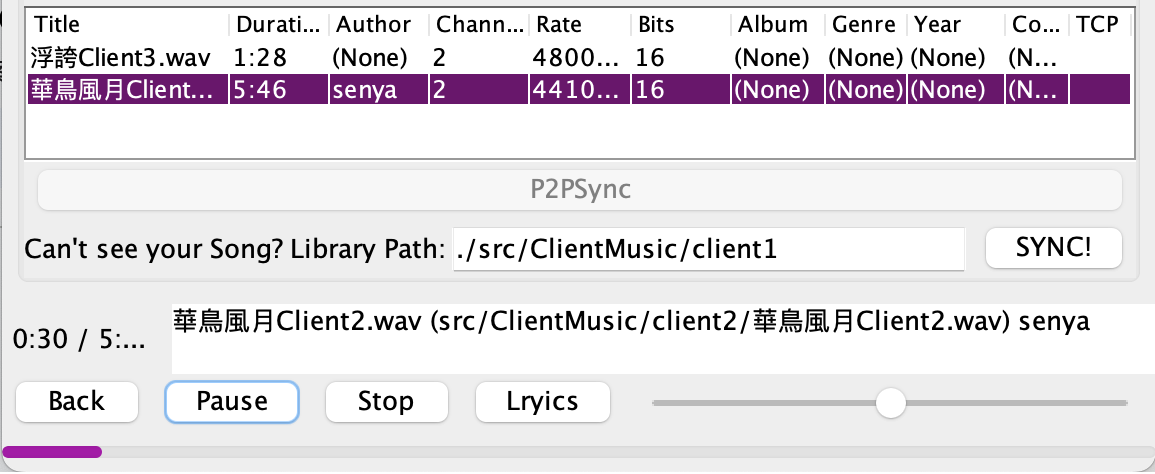 Title Durati... Author Chann... Rate Bits Album Genre Year Co... TCP
浮誇Client3.wav 1:28 (None) 2 4800... 16 (None) (None) (None) (N...
華鳥風月Client... 5:46 senya 2 4410... 16 (None) (None) (None) (N...
P2PSync
Can't see your Song? Library Path: ./src/ClientMusic/client1 SYNC!
華鳥風月Client2.wav (src/ClientMusic/client2/華鳥風月Client2.wav) senya
0:30 / 5:...
Back Pause Stop Lryics